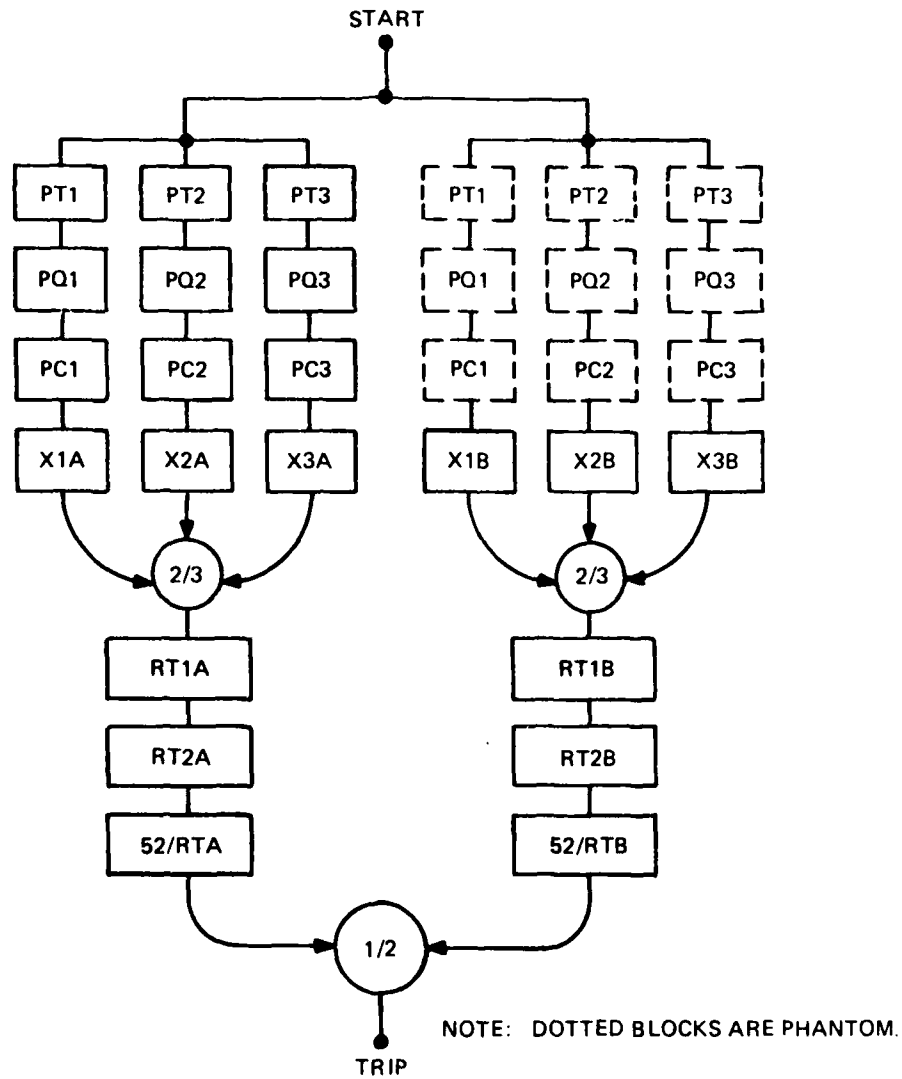 START
PT1 PT2 PT3 PT1 PT2 PT3
PQ1 PQ2 PQ3 PQ1 PQ2 PQ3
PC1 PC2 PC3 PC1 PC2 PC3
X1A X2A X3A X1B X2B X3B
2/3 2/3
RT1A RT1B
RT2A RT2B
52/RTA 52/RTB
1/2
NOTE: DOTTED BLOCKS ARE PHANTOM.
TRIP